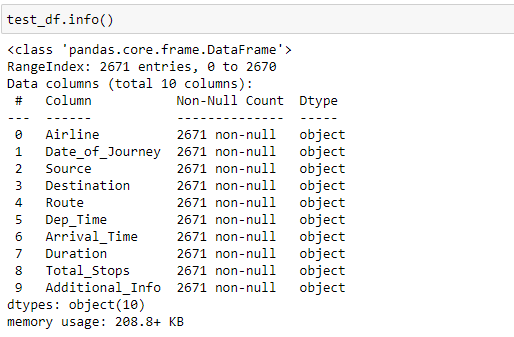 test_df.info()
<class 'pandas.core.frame.DataFrame'>
RangeIndex: 2671 entries, 0 to 2670
Data columns (total 10 columns):
 #   Column           Non-Null Count  Dtype
---  ------           --------------  -----
 0   Airline          2671 non-null   object
 1   Date_of_Journey  2671 non-null   object
 2   Source           2671 non-null   object
 3   Destination      2671 non-null   object
 4   Route            2671 non-null   object
 5   Dep_Time         2671 non-null   object
 6   Arrival_Time     2671 non-null   object
 7   Duration         2671 non-null   object
 8   Total_Stops      2671 non-null   object
 9   Additional_Info  2671 non-null   object
dtypes: object(10)
memory usage: 208.8+ KB